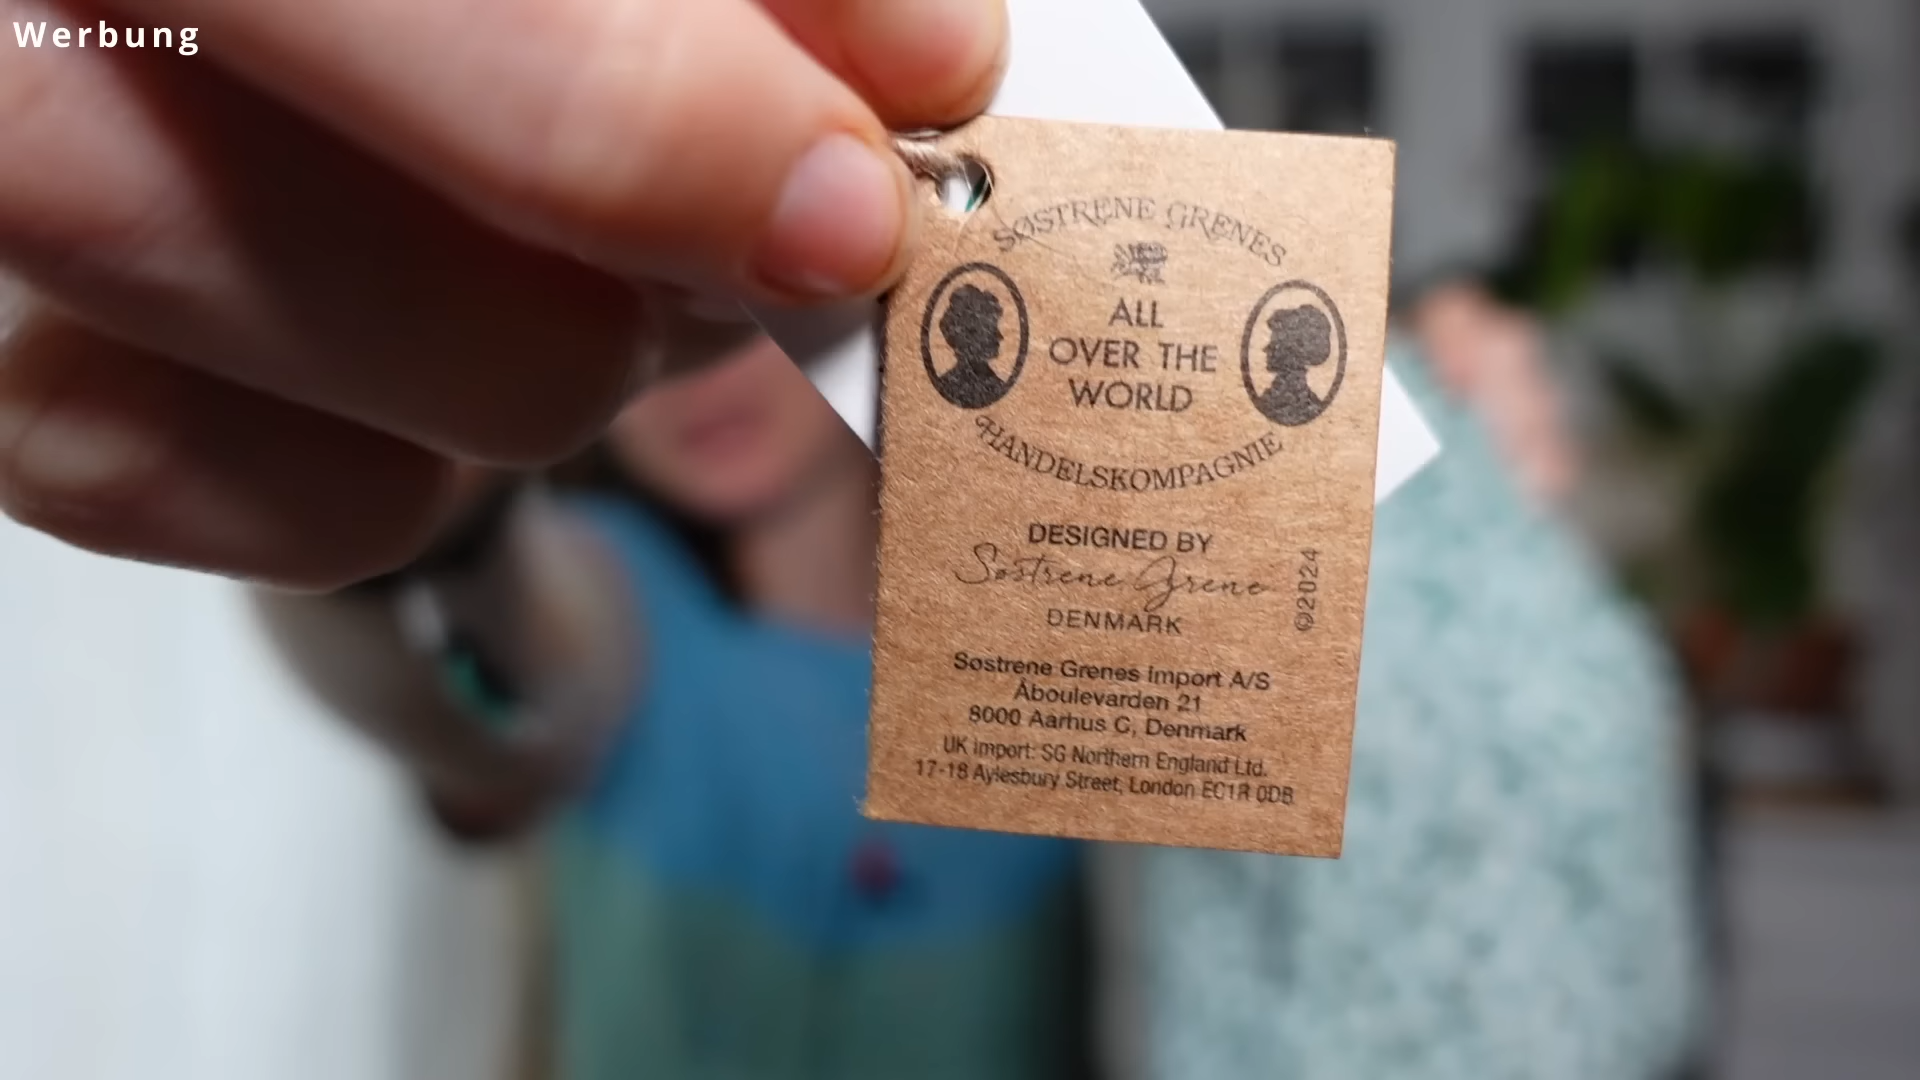 Werbung
SØSTRENE GRENES
ALL
OVER THE
WORLD
HANDELSKOMPAGNIE
DESIGNED BY
Søstrene Grene
DENMARK
©2024
Søstrene Grenes Import A/S
Åboulevarden 21
8000 Aarhus C, Denmark
UK import: SG Northern England Ltd.
17-18 Aylesbury Street, London EC1R 0DB